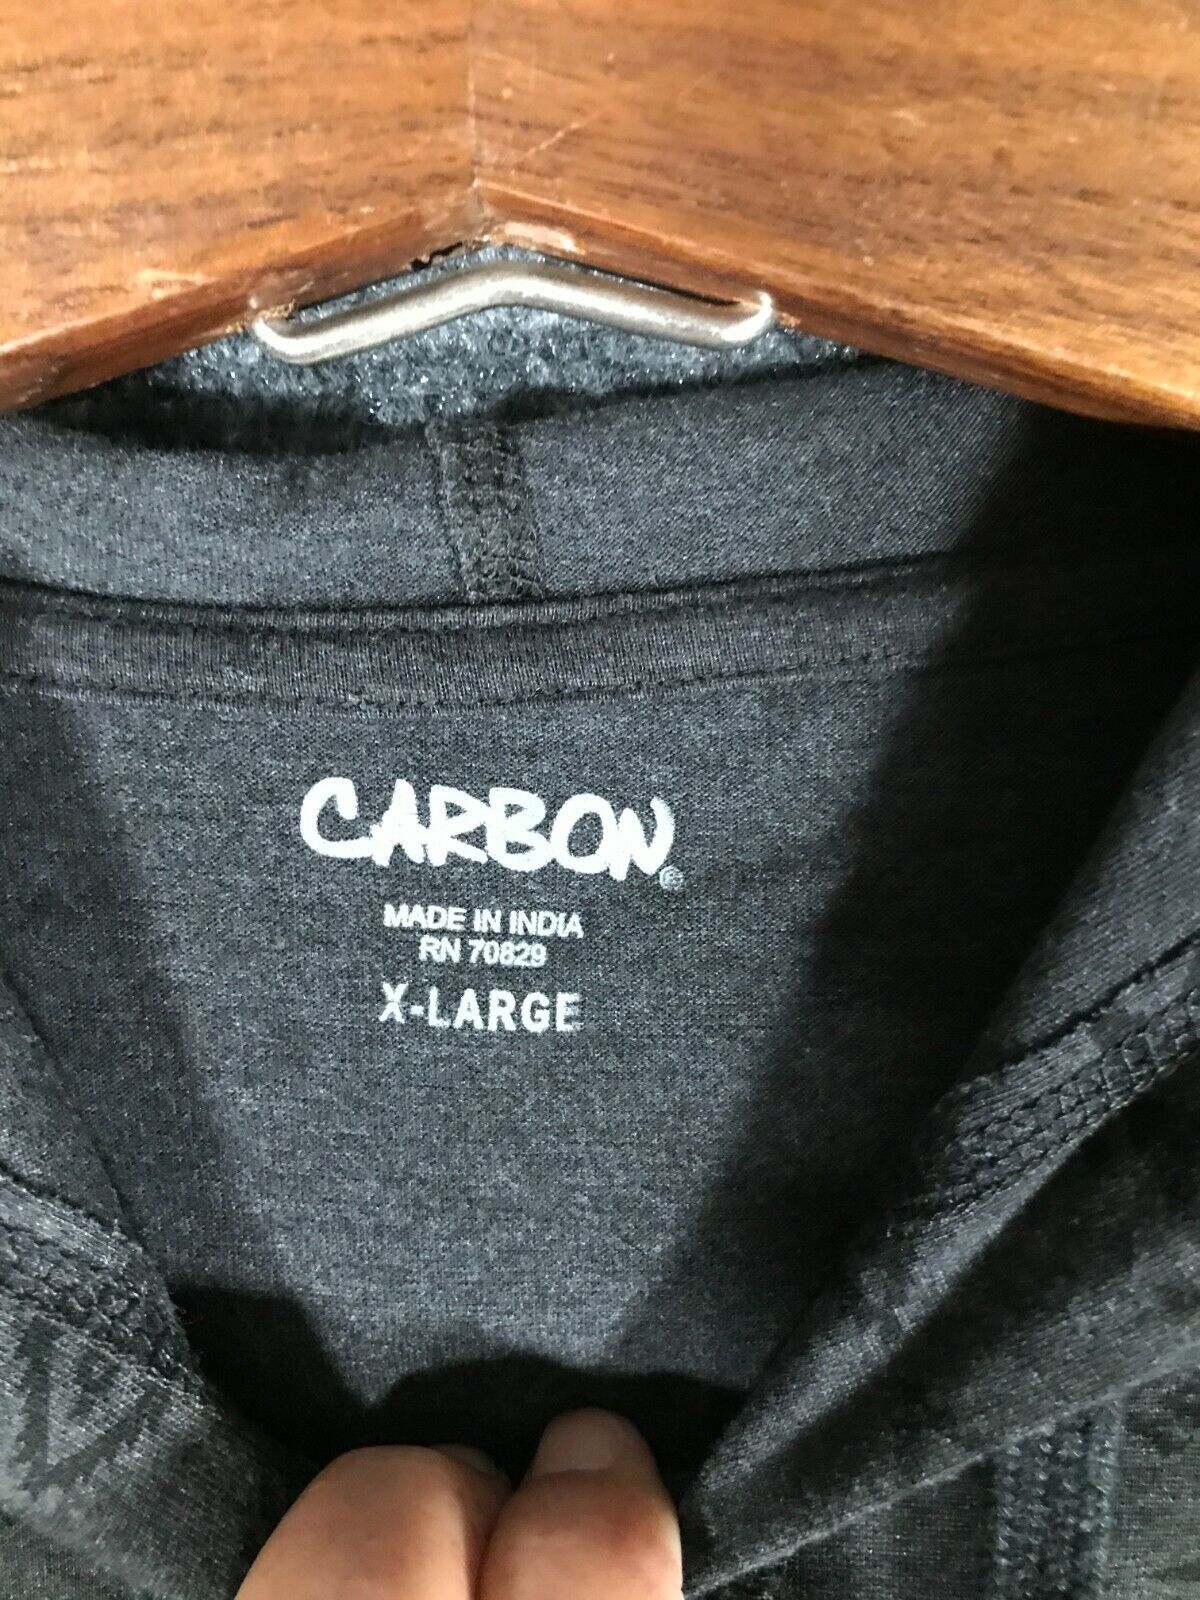 CARBON®
MADE IN INDIA
RN 70829
X-LARGE